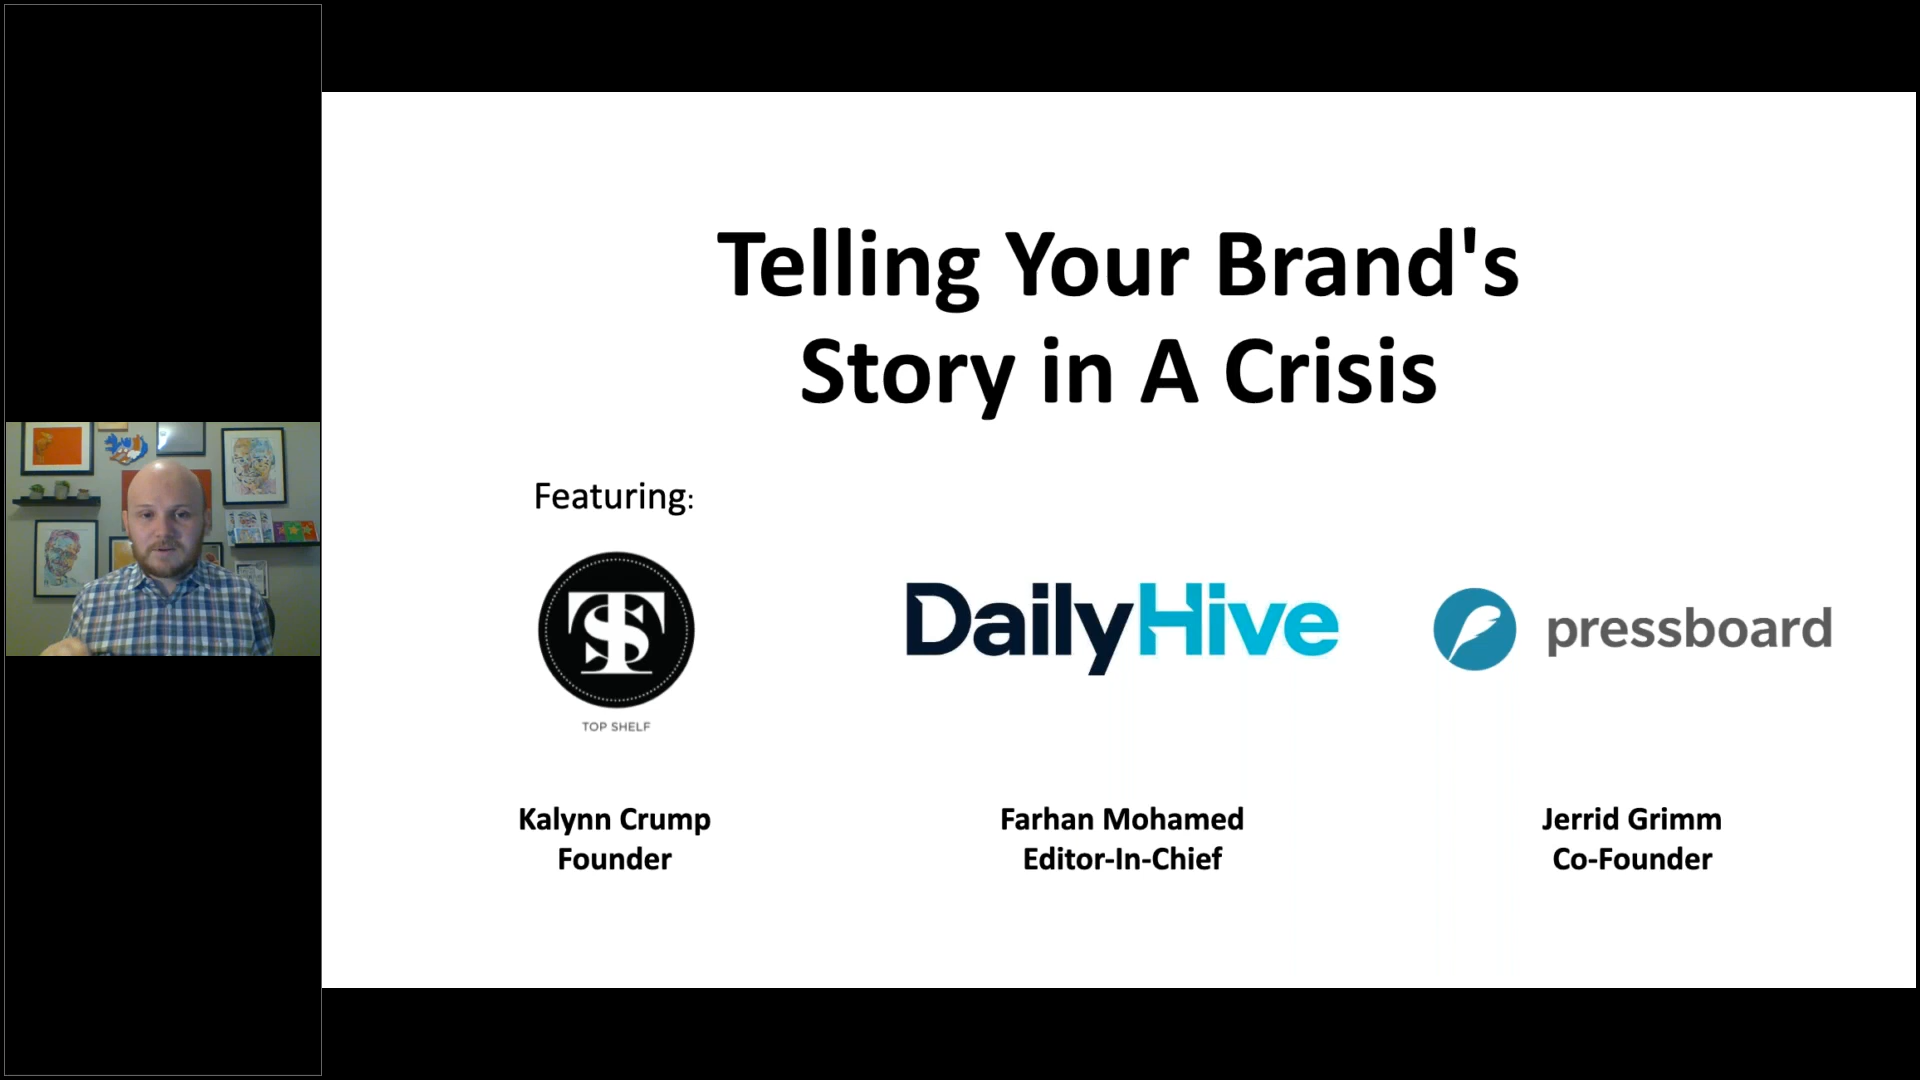 Telling Your Brand's
Story in A Crisis
Featuring:
TS
TOP SHELF
DailyHive
pressboard
Kalynn Crump
Founder
Farhan Mohamed
Editor-In-Chief
Jerrid Grimm
Co-Founder